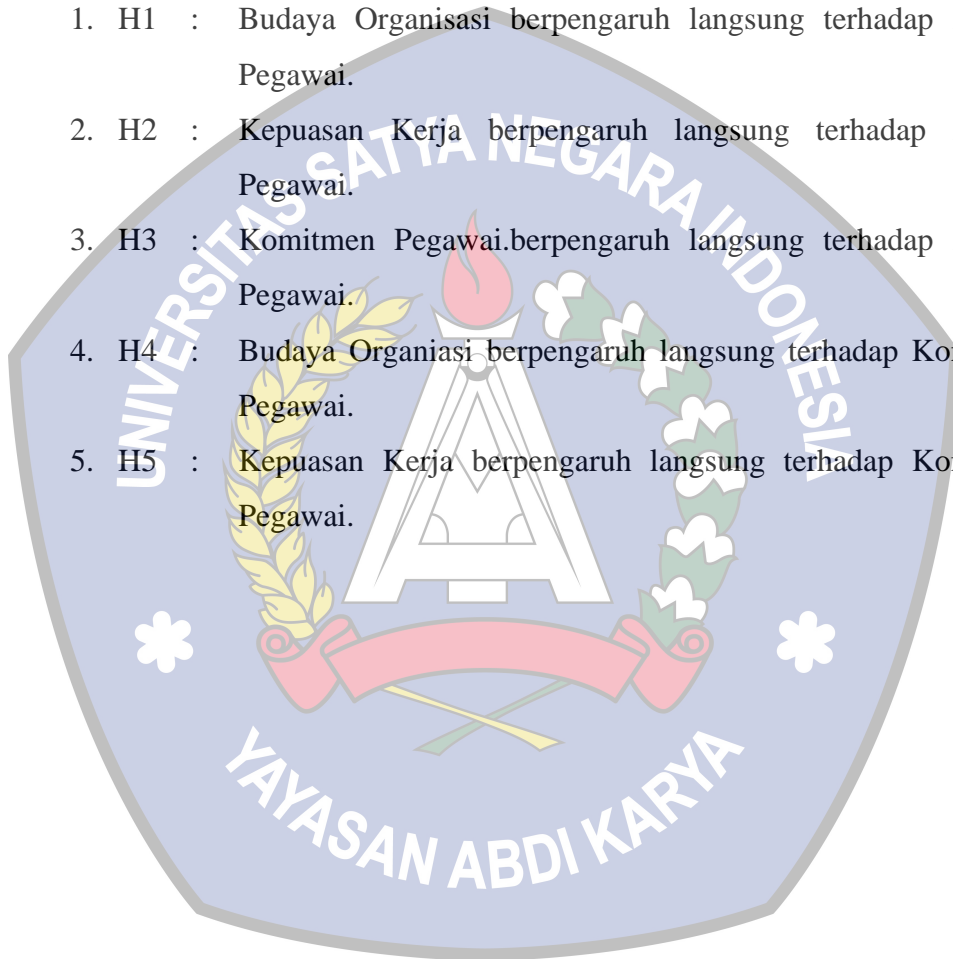 1. H1 : Budaya Organisasi berpengaruh langsung terhadap
Pegawai.
2. H2 : Kepuasan Kerja berpengaruh langsung terhadap
Pegawai.
3. H3 : Komitmen Pegawai.berpengaruh langsung terhadap
Pegawai.
4. H4 : Budaya Organiasi berpengaruh langsung terhadap
Pegawai.
5. H5 : Kepuasan Kerja berpengaruh langsung terhadap
Pegawai.
UNIVERSITAS SATYA NEGARA INDONESIA
YAYASAN ABDI KARYA